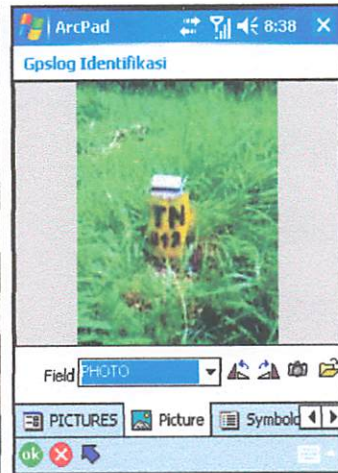 ArcPad 8:38
Gpslog Identifikasi
TN
Field PHOTO
PICTURES Picture Symbolo
ok